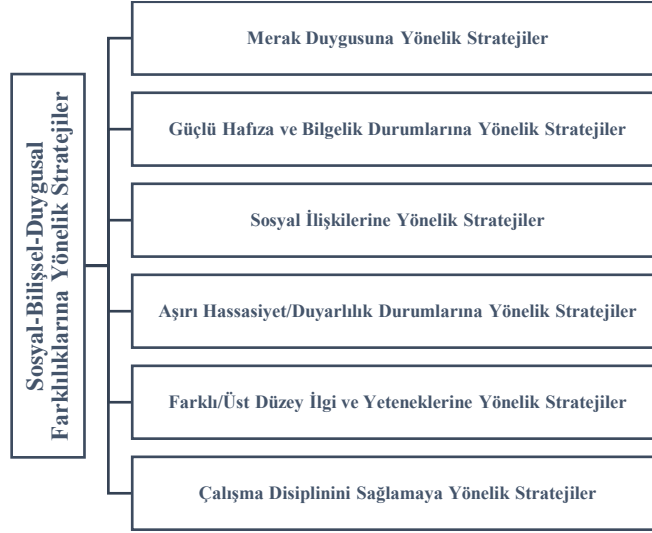 Sosyal-Bilişsel-Duygusal
Farklılıklarına Yönelik Stratejiler
Merak Duygusuna Yönelik Stratejiler
Güçlü Hafıza ve Bilgelik Durumlarına Yönelik Stratejiler
Sosyal İlişkilerine Yönelik Stratejiler
Aşırı Hassasiyet/Duyarlılık Durumlarına Yönelik Stratejiler
Farklı/Üst Düzey İlgi ve Yeteneklerine Yönelik Stratejiler
Çalışma Disiplinini Sağlamaya Yönelik Stratejiler